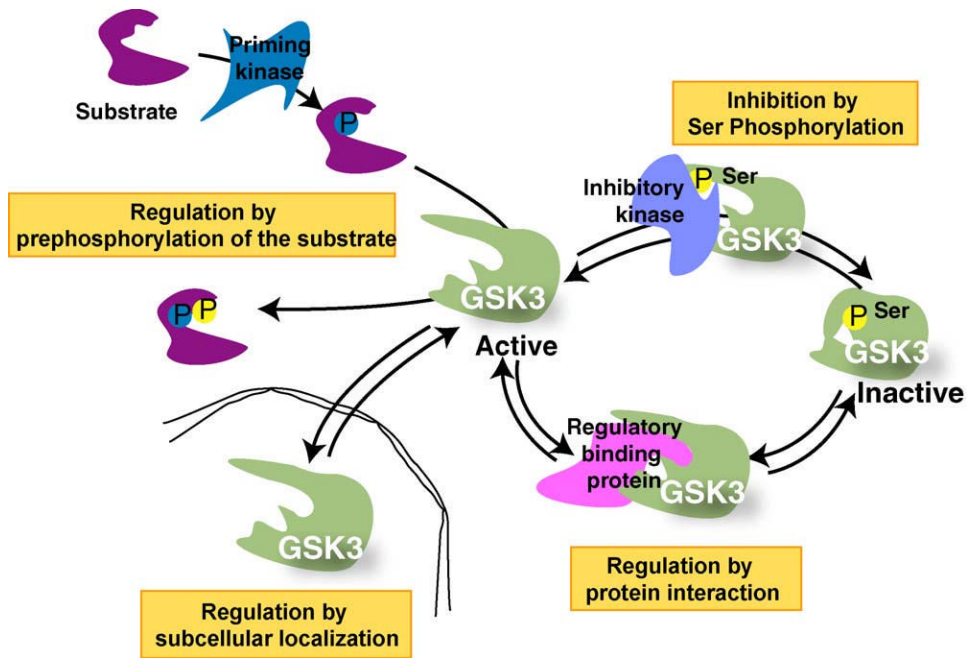 Priming
kinase
Substrate
P
Inhibition by
Ser Phosphorylation
Regulation by
prephosphorylation of the substrate
P Ser
Inhibitory
kinase
GSK3
GSK3
Active
P P
P Ser
GSK3
Inactive
Regulatory
binding
protein
GSK3
GSK3
Regulation by
protein interaction
Regulation by
subcellular localization